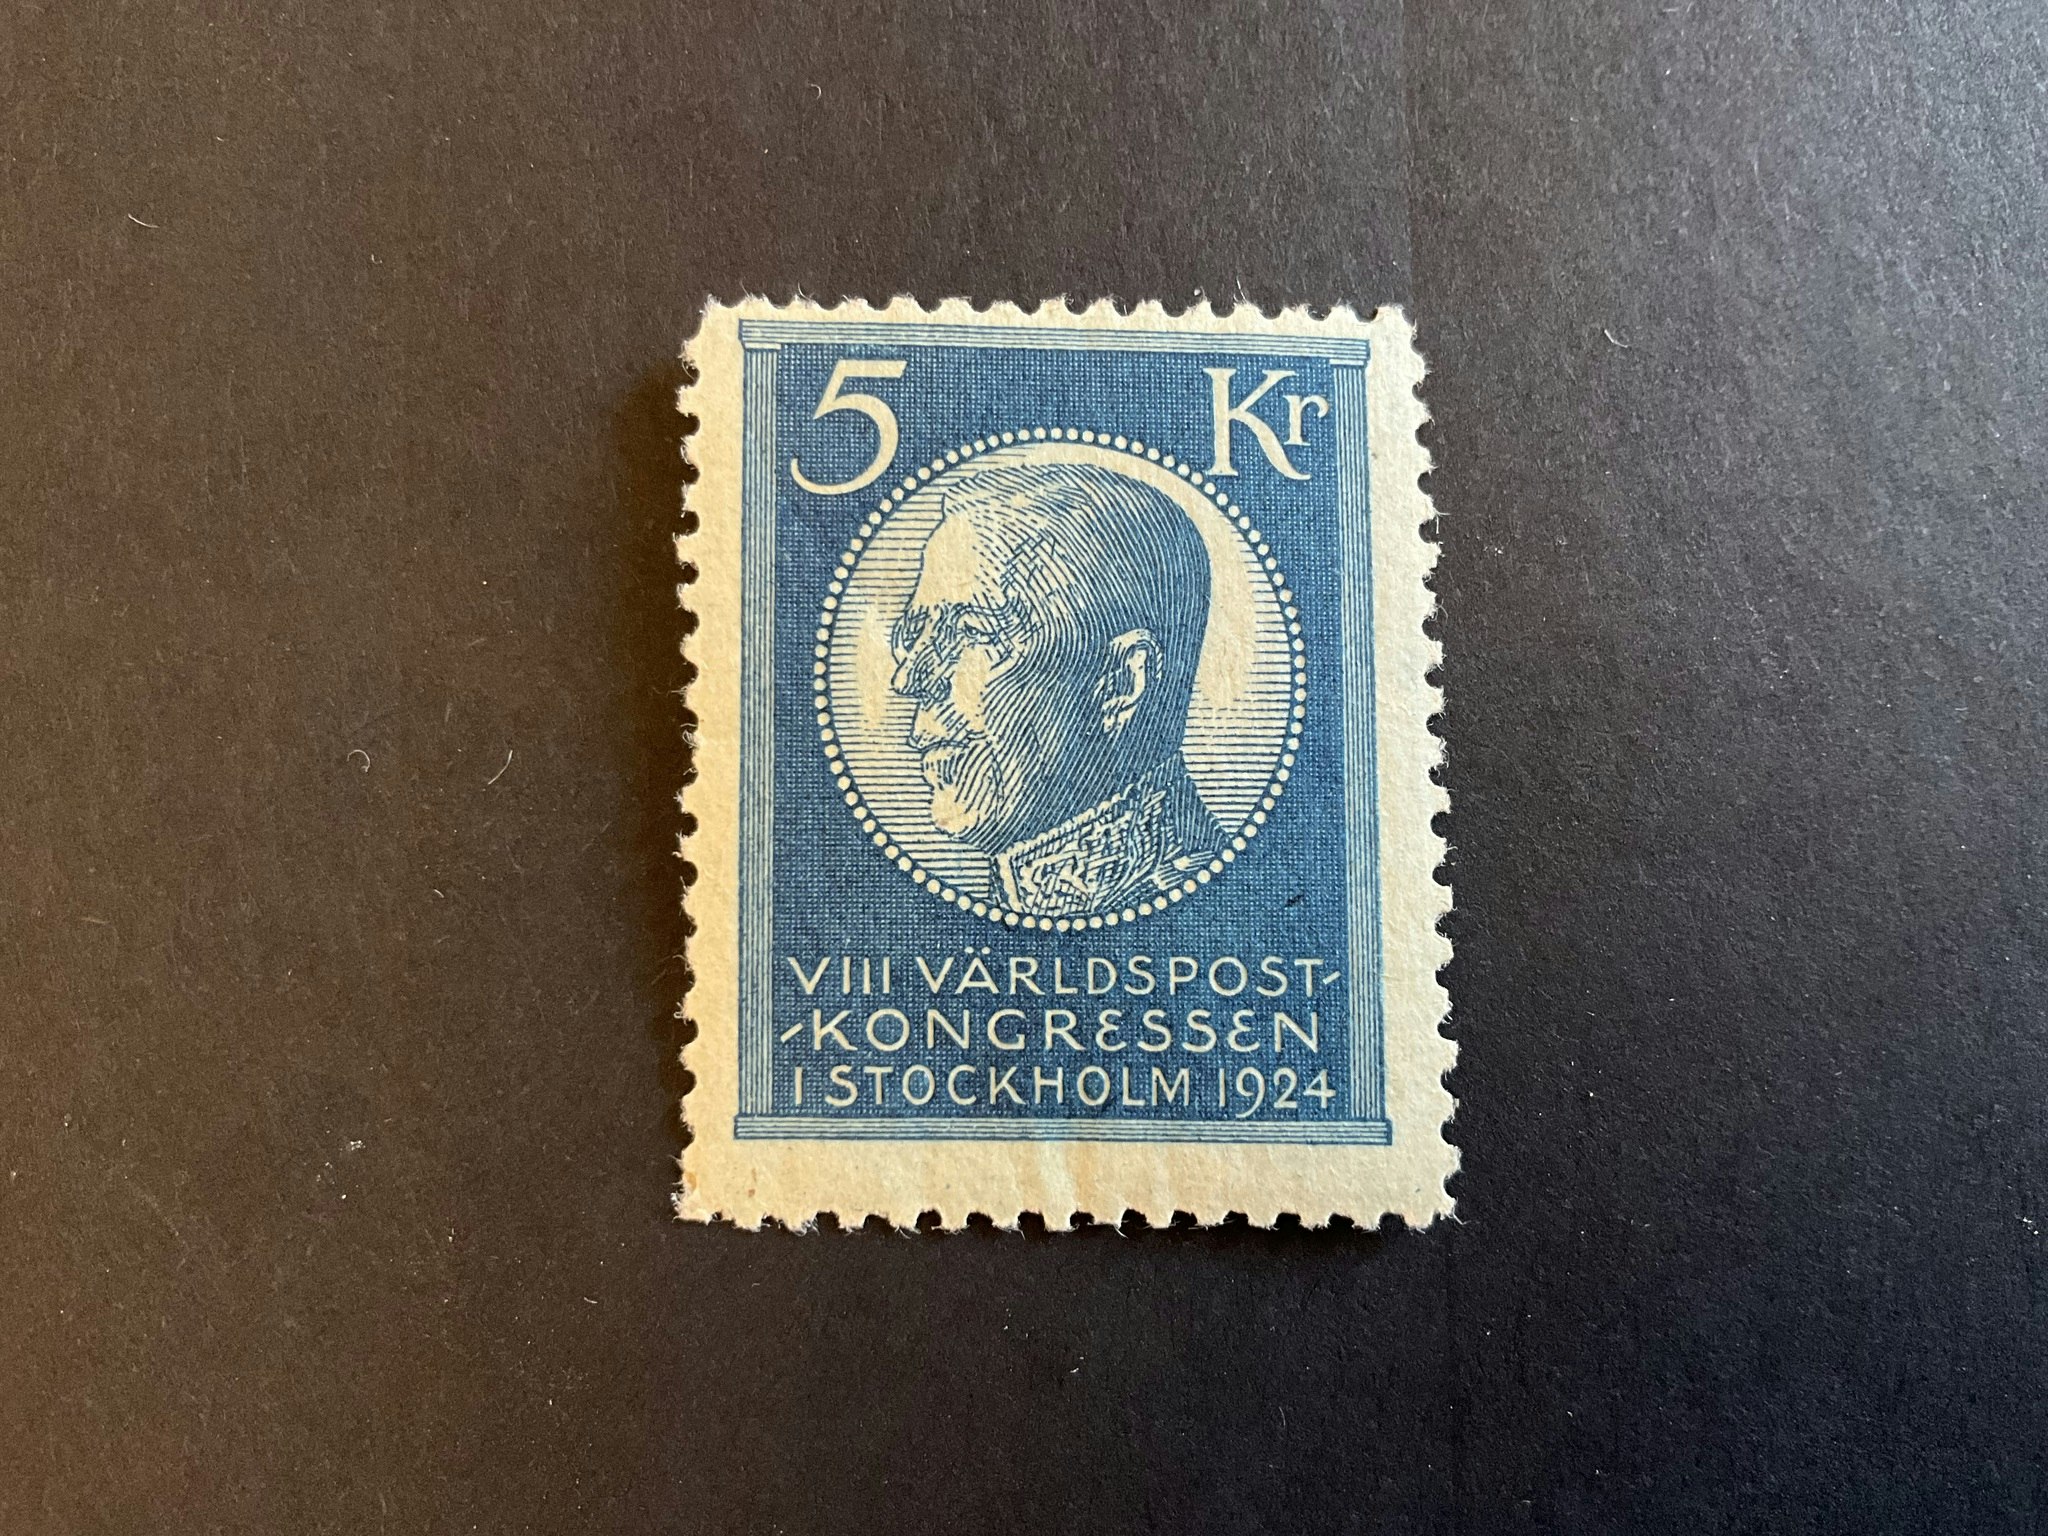 5 Kr
VIII VÄRLDSPOST-
-KONGRESSEN
I STOCKHOLM 1924